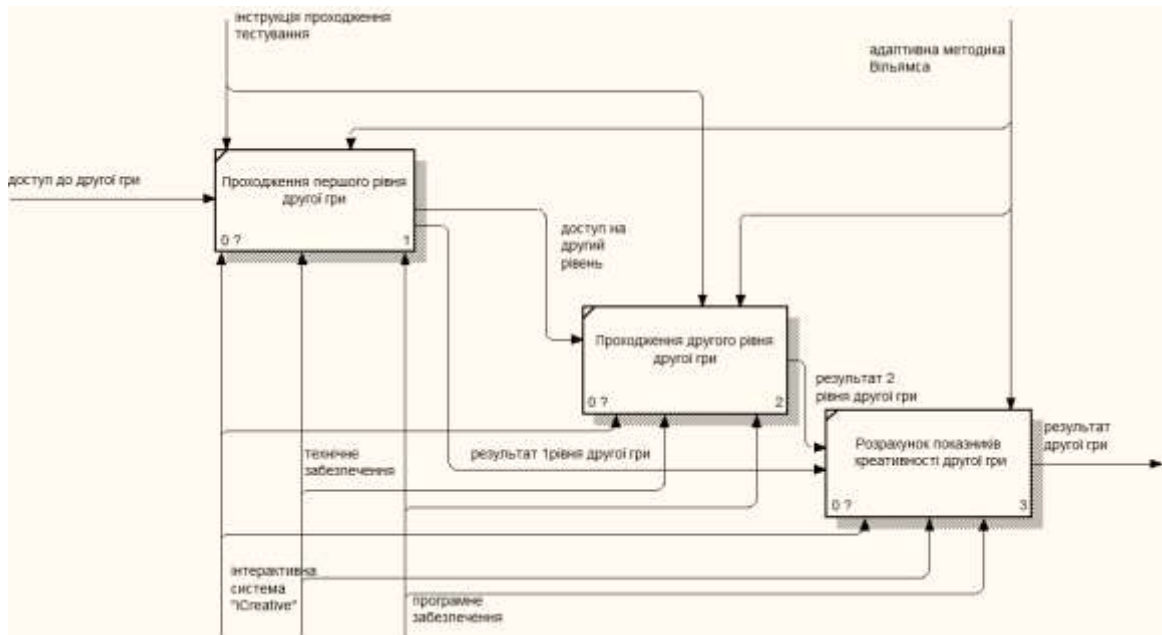 інструкція проходження
тестування
адаптивна методика
Вільямса
доступ до другої гри
Проходження першого рівня
другої гри
0 ?
1
доступ на
другий
рівень
Проходження другого рівня
другої гри
0 ?
2
результат 2
рівня другої гри
Розрахунок показників
креативності другої гри
0 ?
3
результат
другої гри
технічне
забезпечення
результат 1рівня другої гри
інтерактивна
система
"iCreative"
програмне
забезпечення